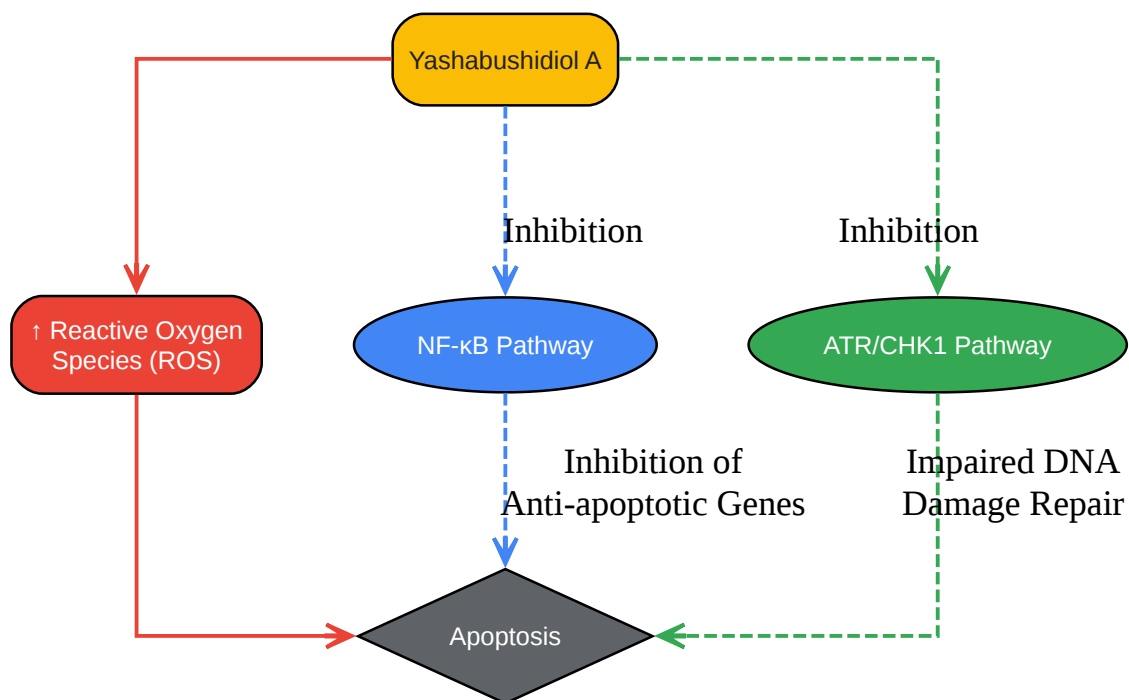 Yashabushidiol A
Inhibition
Inhibition
↑ Reactive Oxygen
Species (ROS)
NF-κB Pathway
ATR/CHK1 Pathway
Inhibition of
Anti-apoptotic Genes
Impaired DNA
Damage Repair
Apoptosis